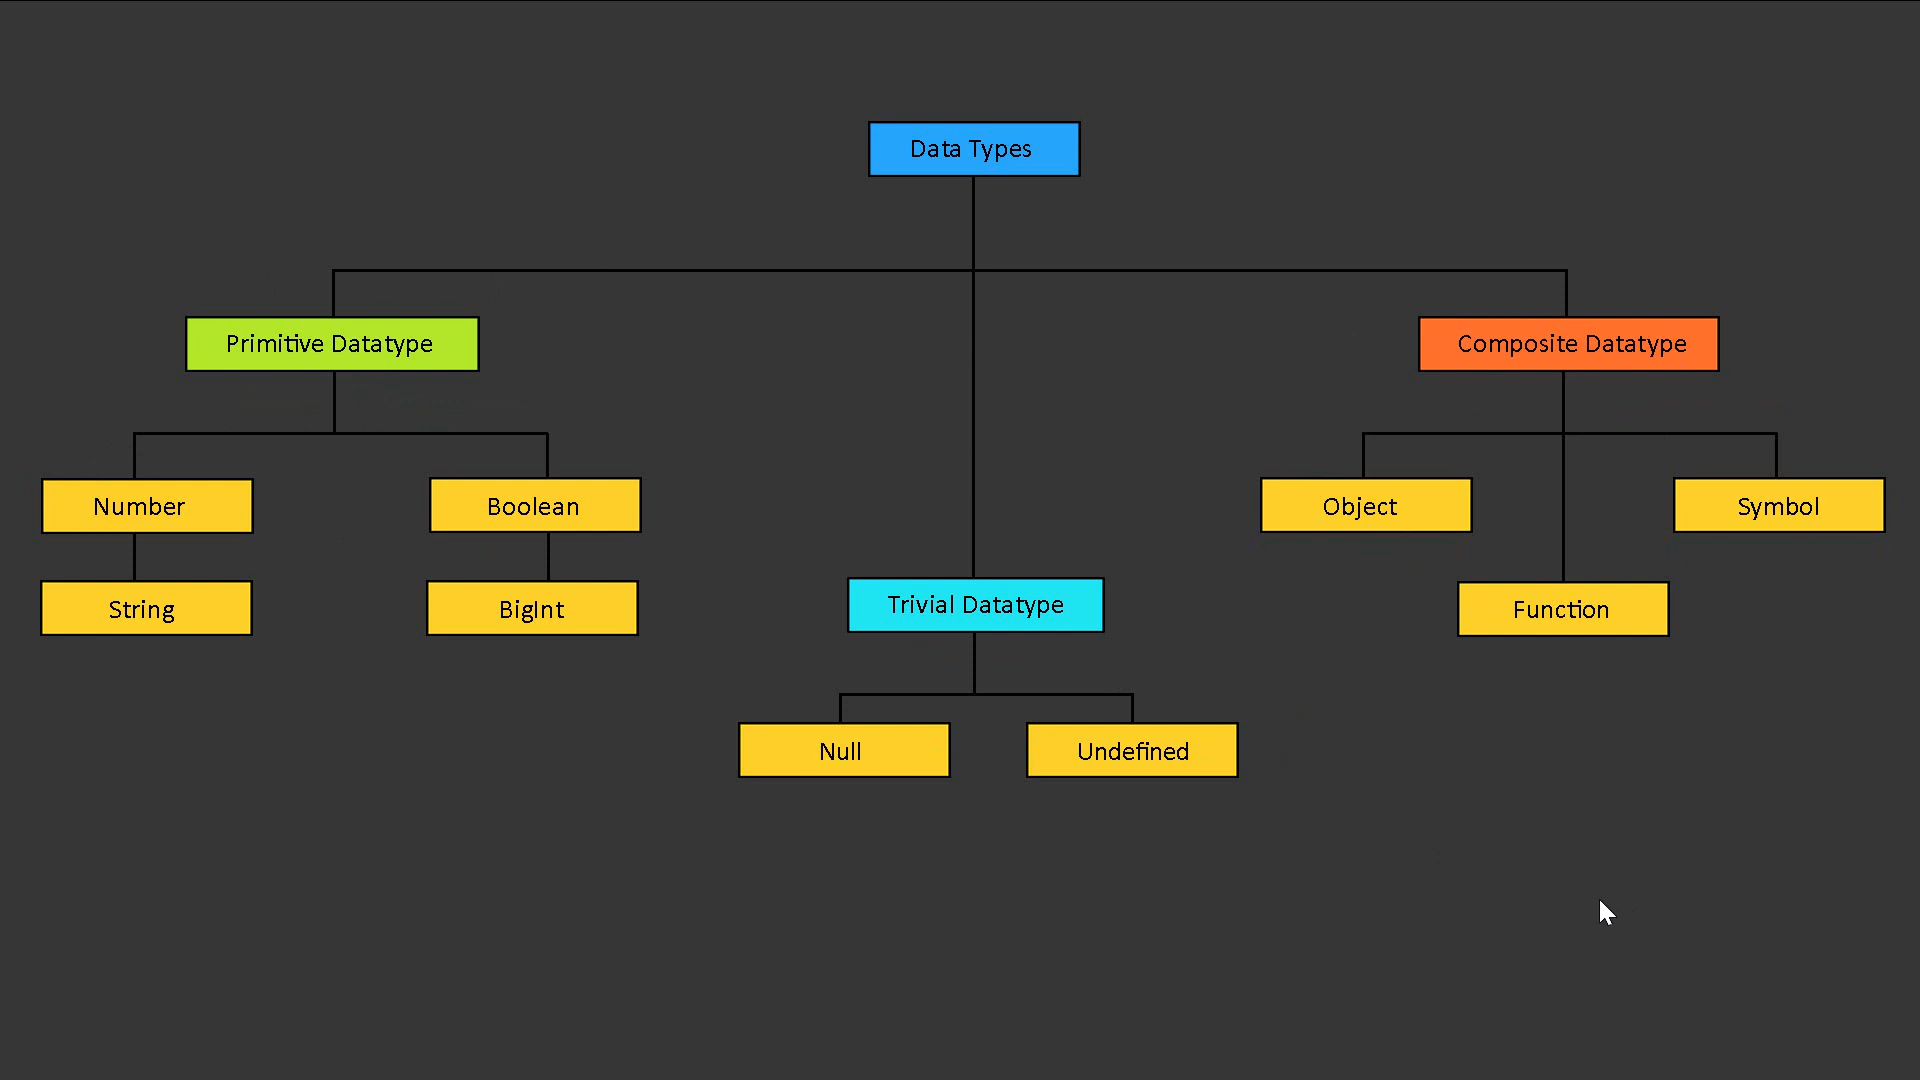 Data Types
Primitive Datatype
Composite Datatype
Number
Boolean
Object
Symbol
String
BigInt
Trivial Datatype
Function
Null
Undefined